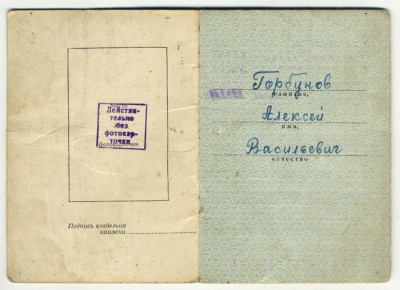 Действи-
тельно
без
фотокар-
точки
Подпись владельца
книжки
Горбунов
фамилия,
Алексей
имя,
Васильевич
отчество